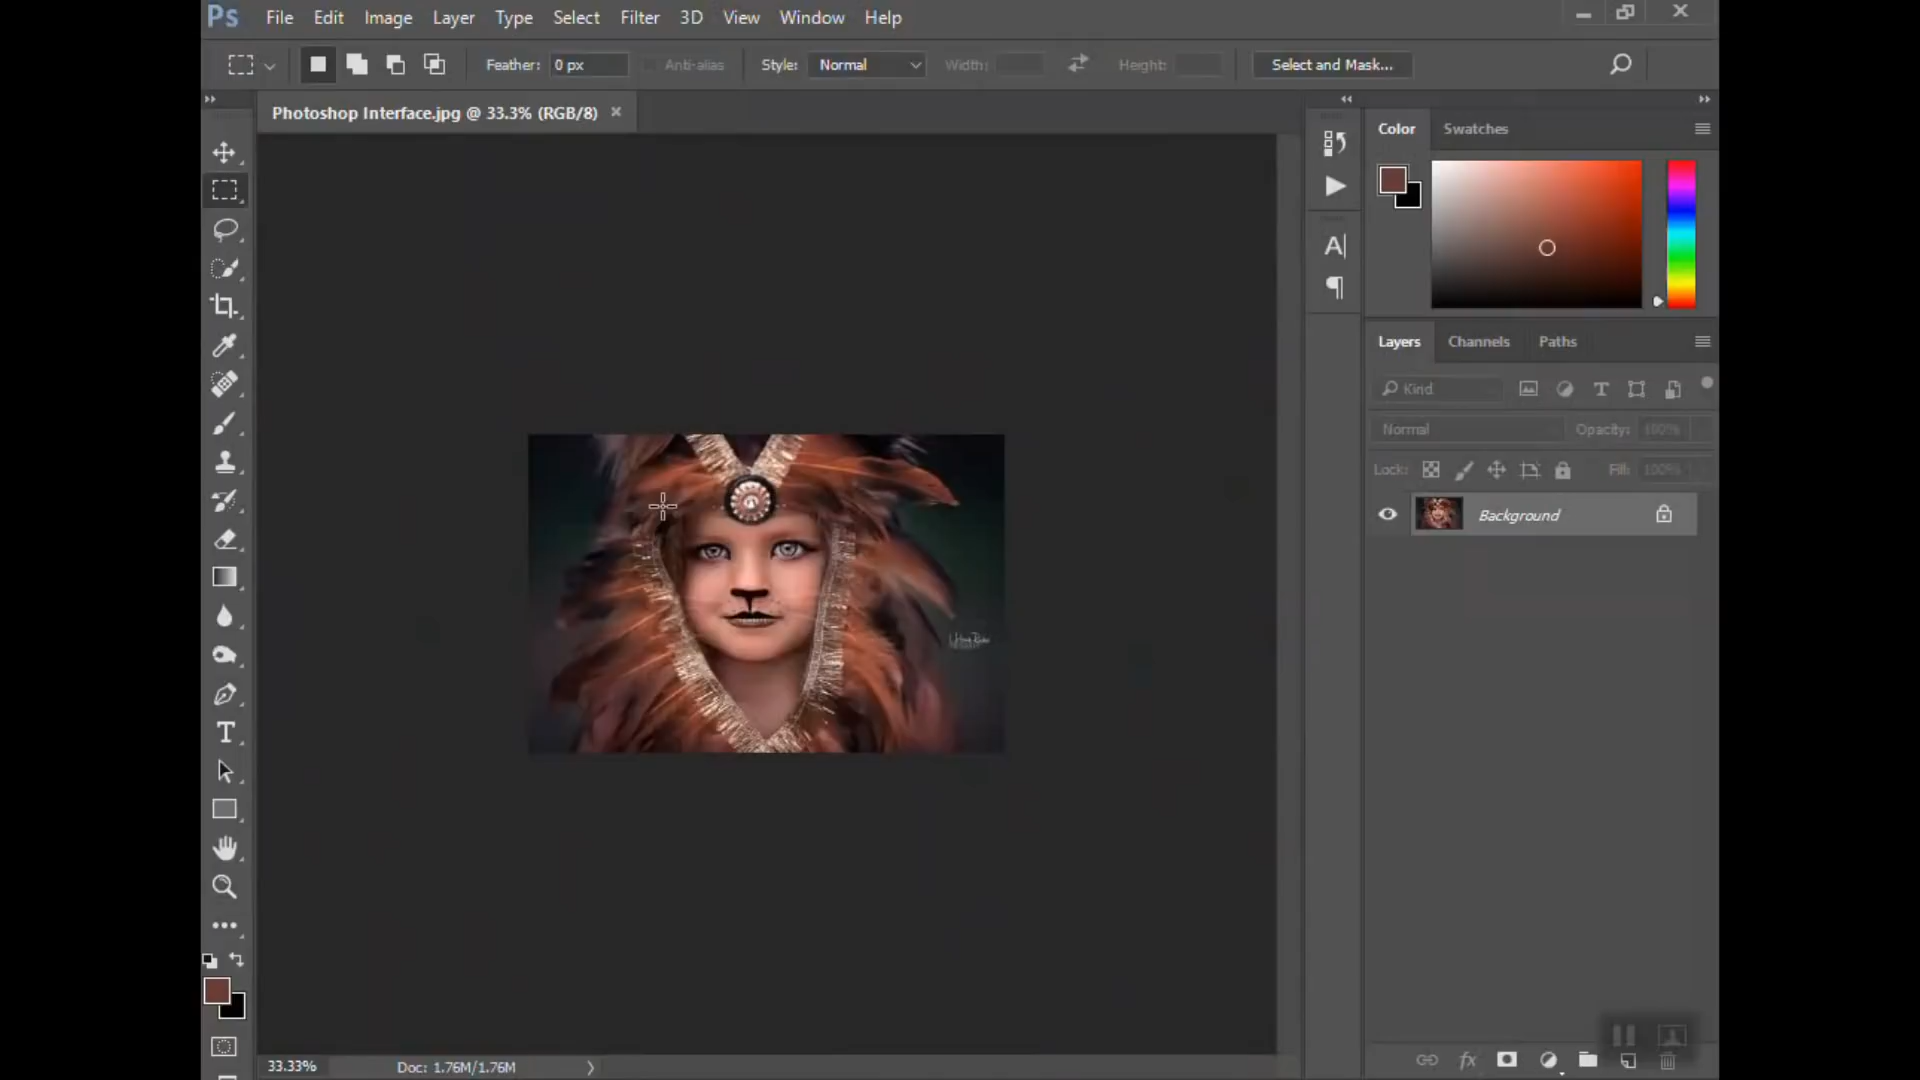 Ps File Edit Image Layer Type Select Filter 3D View Window Help
Feather: 0 px Anti-alias Style: Normal Width: Height: Select and Mask...
Photoshop Interface.jpg @ 33.3% (RGB/8) ×
Color Swatches
Layers Channels Paths
Kind
Normal Opacity: 100%
Lock: Fill: 100%
Background
33.33% Doc: 1.76M/1.76M